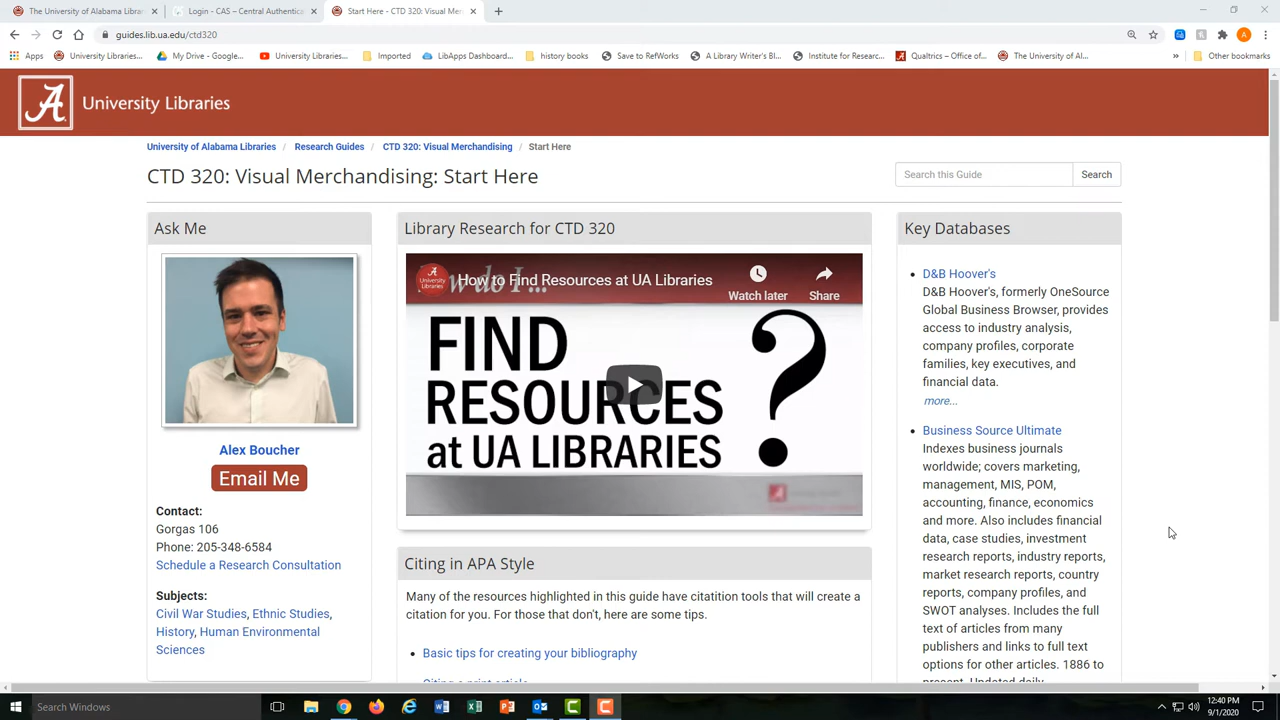 The University of Alabama Librar
Login - CAS – Central Authentica
Start Here - CTD 320: Visual Mer
guides.lib.ua.edu/ctd320
Apps
University Libraries...
My Drive - Google...
University Libraries...
Imported
LibApps Dashboard...
history books
Save to RefWorks
A Library Writer's Bl...
Institute for Researc...
Qualtrics – Office of...
The University of Al...
»
Other bookmarks
A
University Libraries
University of Alabama Libraries / Research Guides / CTD 320: Visual Merchandising / Start Here
CTD 320: Visual Merchandising: Start Here
Search this Guide
Search
Ask Me
Alex Boucher
Email Me
Contact:
Gorgas 106
Phone: 205-348-6584
Schedule a Research Consultation
Subjects:
Civil War Studies, Ethnic Studies,
History, Human Environmental
Sciences
Library Research for CTD 320
University Libraries
How to Find Resources at UA Libraries
Watch later
Share
w do I ...
FIND
RESOURCES
at UA LIBRARIES
?
Citing in APA Style
Many of the resources highlighted in this guide have citatition tools that will create a
citation for you. For those that don't, here are some tips.
Basic tips for creating your bibliography
Citing a print article
Key Databases
D&B Hoover's
D&B Hoover's, formerly OneSource
Global Business Browser, provides
access to industry analysis,
company profiles, corporate
families, key executives, and
financial data.
more...
Business Source Ultimate
Indexes business journals
worldwide; covers marketing,
management, MIS, POM,
accounting, finance, economics
and more. Also includes financial
data, case studies, investment
research reports, industry reports,
market research reports, country
reports, company profiles, and
SWOT analyses. Includes the full
text of articles from many
publishers and links to full text
options for other articles. 1886 to
present. Updated daily.
Search Windows
12:40 PM
9/1/2020